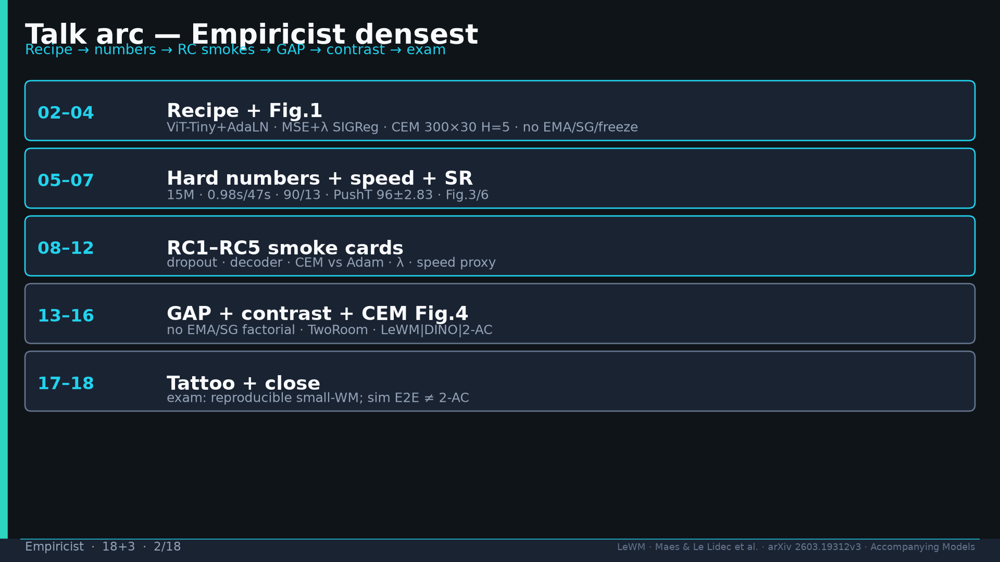 Talk arc — Empiricist densest
Recipe → numbers → RC smokes → GAP → contrast → exam
02–04
Recipe + Fig.1
ViT-Tiny+AdaLN · MSE+λ SIGReg · CEM 300×30 H=5 · no EMA/SG/freeze
05–07
Hard numbers + speed + SR
15M · 0.98s/47s · 90/13 · PushT 96±2.83 · Fig.3/6
08–12
RC1–RC5 smoke cards
dropout · decoder · CEM vs Adam · λ · speed proxy
13–16
GAP + contrast + CEM Fig.4
no EMA/SG factorial · TwoRoom · LeWM|DINO|2-AC
17–18
Tattoo + close
exam: reproducible small-WM; sim E2E ≠ 2-AC
Empiricist · 18+3 · 2/18
LeWM · Maes & Le Lidec et al. · arXiv 2603.19312v3 · Accompanying Models